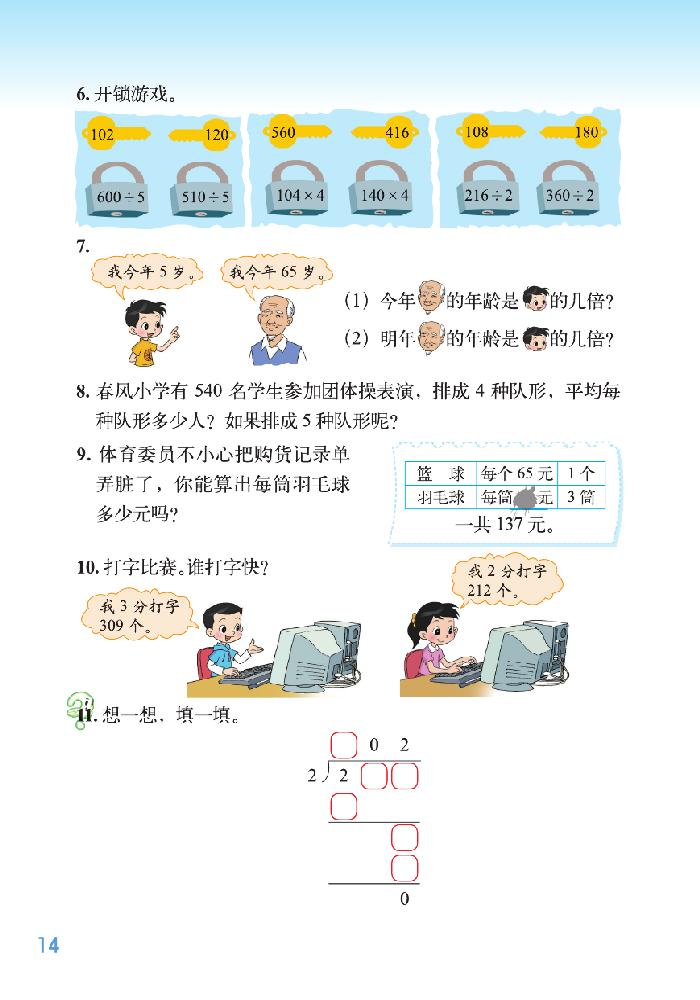 6. 开锁游戏。
102 120 560 416 108 180
600÷5 510÷5 104×4 140×4 216÷2 360÷2
7.
我今年 5 岁。 我今年 65 岁。
（1）今年 的年龄是 的几倍？
（2）明年 的年龄是 的几倍？
8. 春风小学有 540 名学生参加团体操表演，排成 4 种队形，平均每
种队形多少人？如果排成 5 种队形呢？
9. 体育委员不小心把购货记录单
弄脏了，你能算出每筒羽毛球
多少元吗？
篮 球 每个 65 元 1 个
羽毛球 每筒 元 3 筒
一共 137 元。
10. 打字比赛。谁打字快？
我 3 分打字
309 个。
我 2 分打字
212 个。
11. 想一想，填一填。
0 2
2 2
0
14